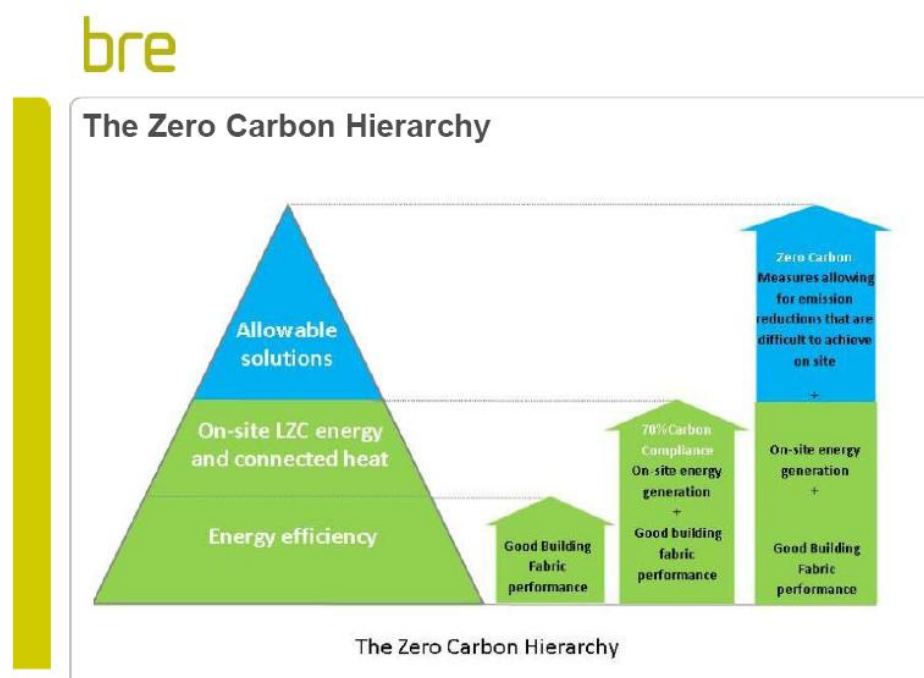 bre
The Zero Carbon Hierarchy
Allowable
solutions
On-site LZC energy
and connected heat
Energy efficiency
Good Building
Fabric
performance
70%Carbon
Compliance
On-site energy
generation
+
Good building
fabric
performance
Zero Carbon
Measures allowing
for emission
reductions that are
difficult to achieve
on site
+
On-site energy
generation
+
Good Building
Fabric
performance
The Zero Carbon Hierarchy